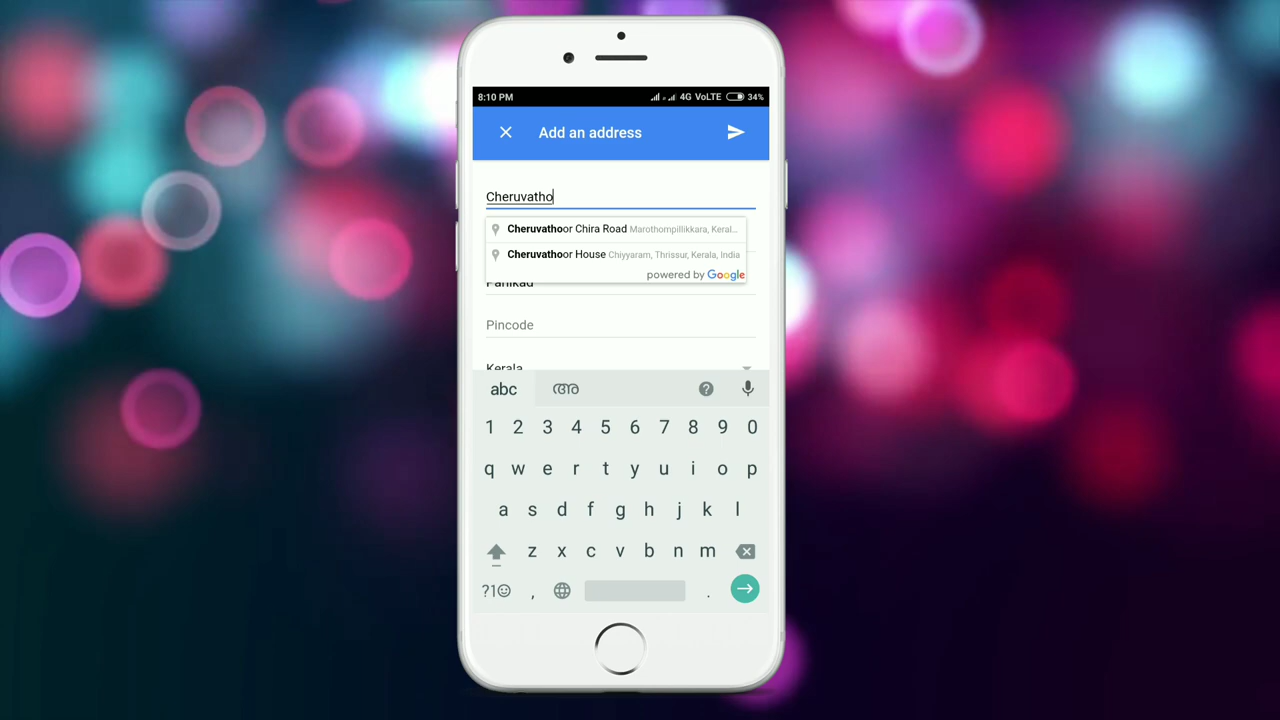 8:10 PM 4G VoLTE 34%
Add an address
Cheruvatho
Cheruvathoor Chira Road Marothompillikkara, Keral...
Cheruvathoor House Chiyyaram, Thrissur, Kerala, India
powered by Google
Panikad
Pincode
Kerala
abc അ
1 2 3 4 5 6 7 8 9 0
q w e r t y u i o p
a s d f g h j k l
z x c v b n m
?1☺ , .